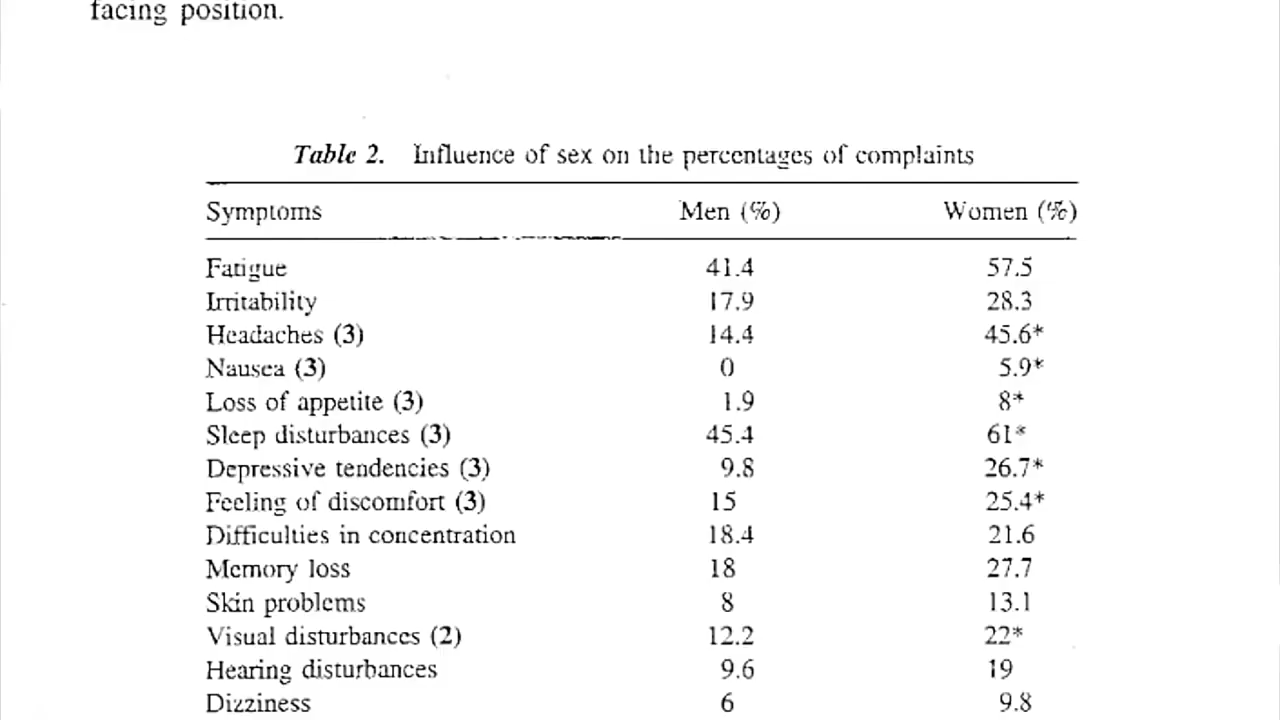 facing position.
Table 2. Influence of sex on the percentages of complaints
Symptoms Men (%) Women (%)
Fatigue 41.4 57.5
Irritability 17.9 28.3
Headaches (3) 14.4 45.6*
Nausea (3) 0 5.9*
Loss of appetite (3) 1.9 8*
Sleep disturbances (3) 45.4 61*
Depressive tendencies (3) 9.8 26.7*
Feeling of discomfort (3) 15 25.4*
Difficulties in concentration 18.4 21.6
Memory loss 18 27.7
Skin problems 8 13.1
Visual disturbances (2) 12.2 22*
Hearing disturbances 9.6 19
Dizziness 6 9.8